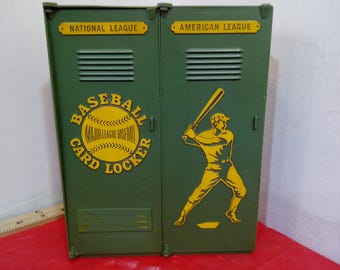 NATIONAL LEAGUE
AMERICAN LEAGUE
BASEBALL
MAJOR LEAGUE BASEBALL
CARD LOCKER